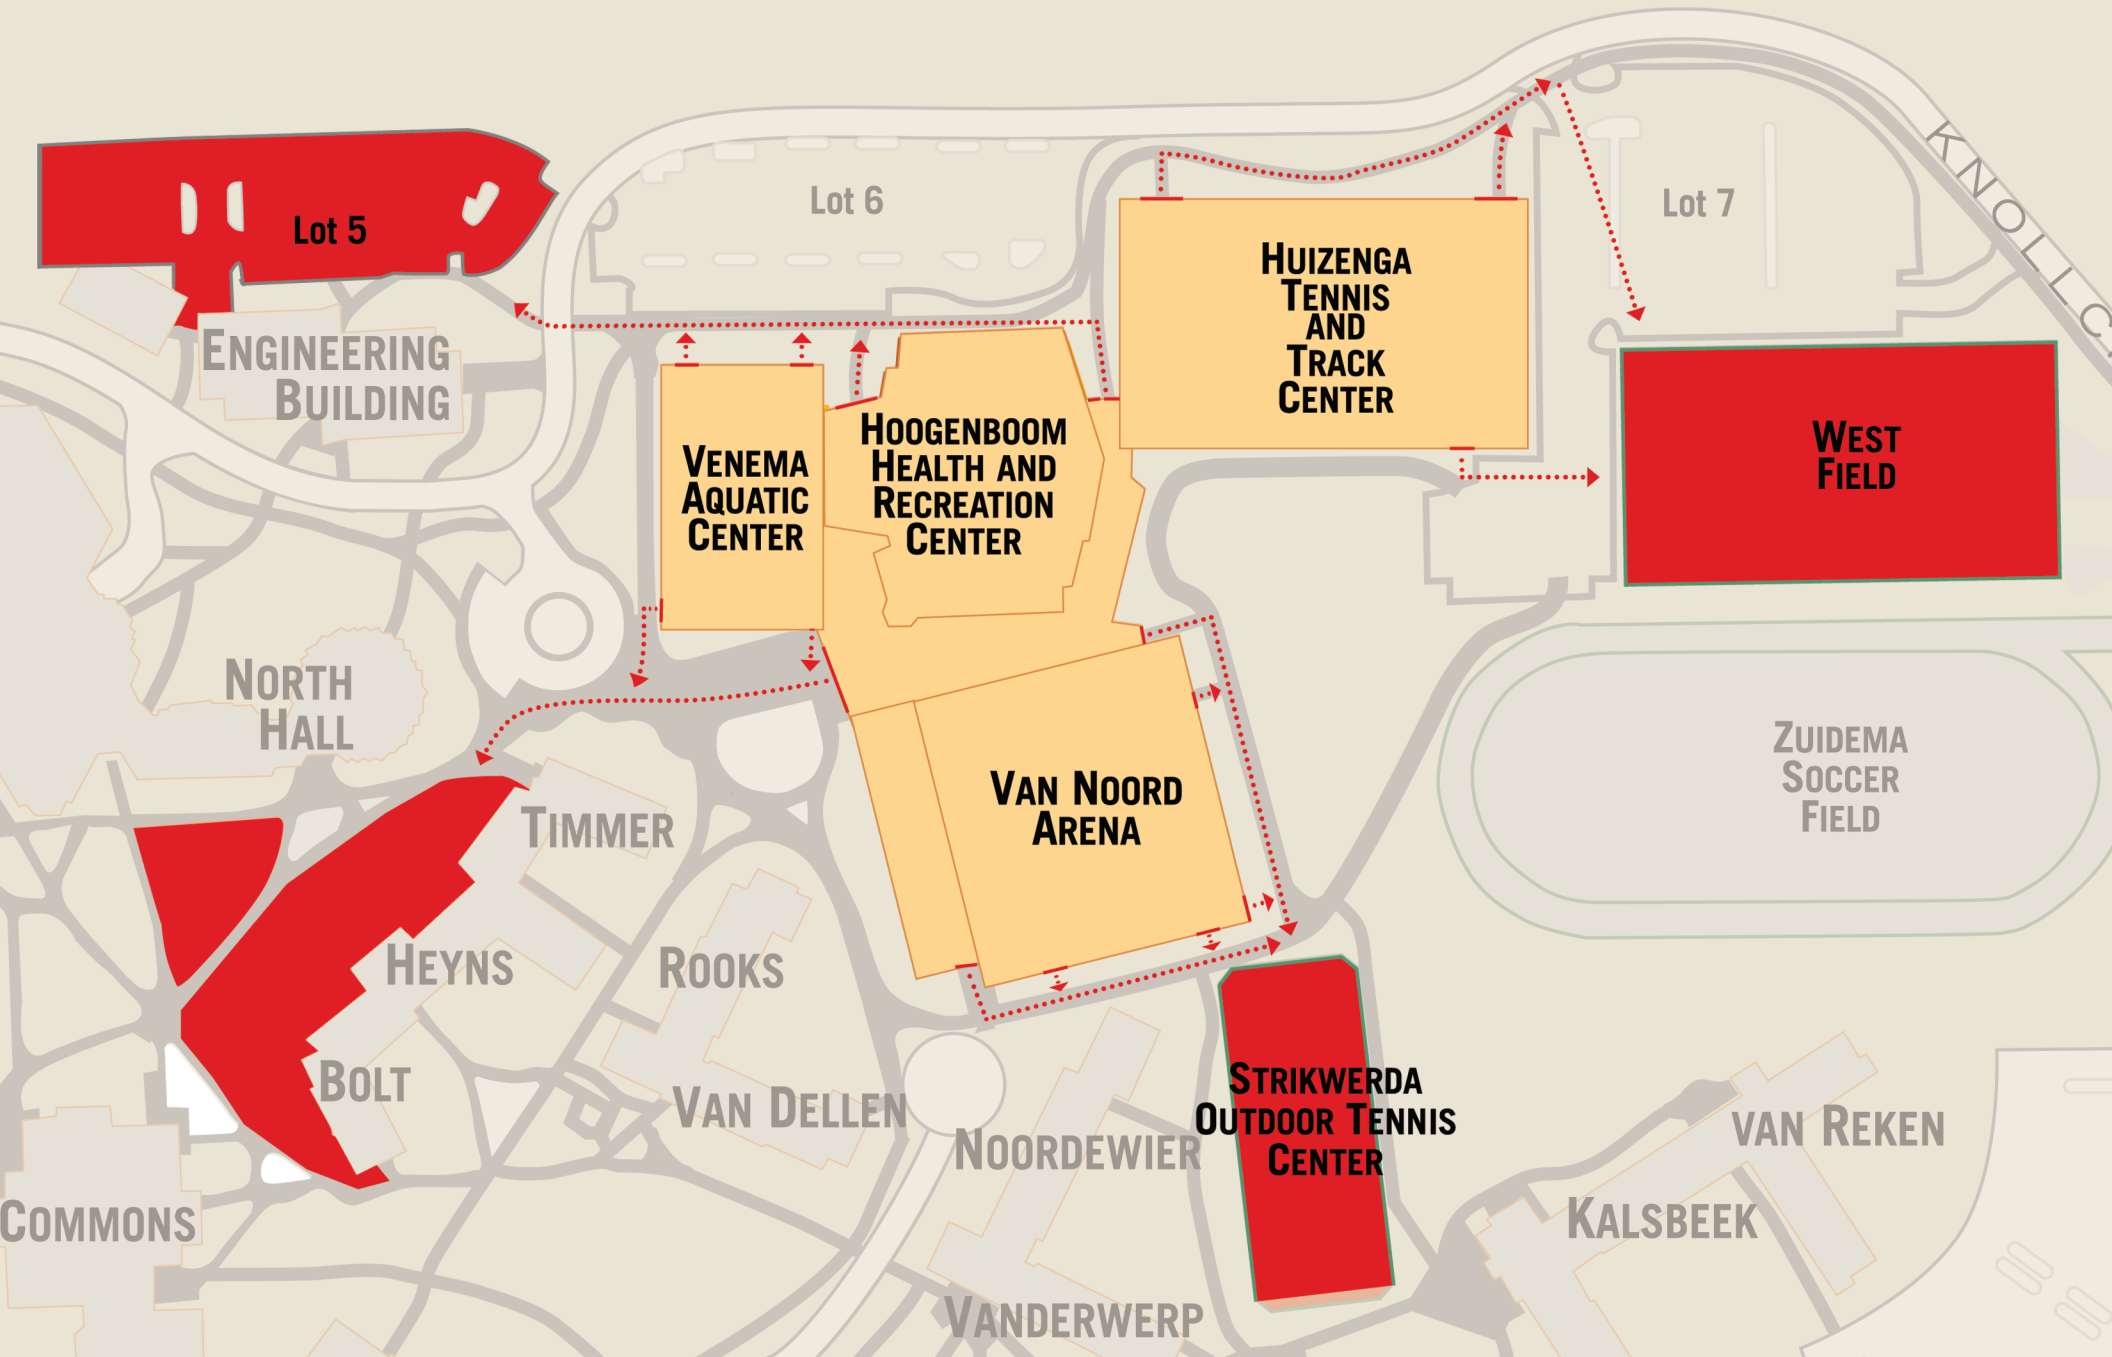 KNOLLC
Lot 5
Lot 6
Lot 7
HUIZENGA
TENNIS
AND
TRACK
CENTER
ENGINEERING
BUILDING
VENEMA
AQUATIC
CENTER
HOOGENBOOM
HEALTH AND
RECREATION
CENTER
WEST
FIELD
NORTH
HALL
ZUIDEMA
SOCCER
FIELD
VAN NOORD
ARENA
TIMMER
HEYNS
ROOKS
BOLT
VAN DELLEN
NOORDEWIER
STRIKWERDA
OUTDOOR TENNIS
CENTER
VAN REKEN
KALSBEEK
COMMONS
VANDERWERP